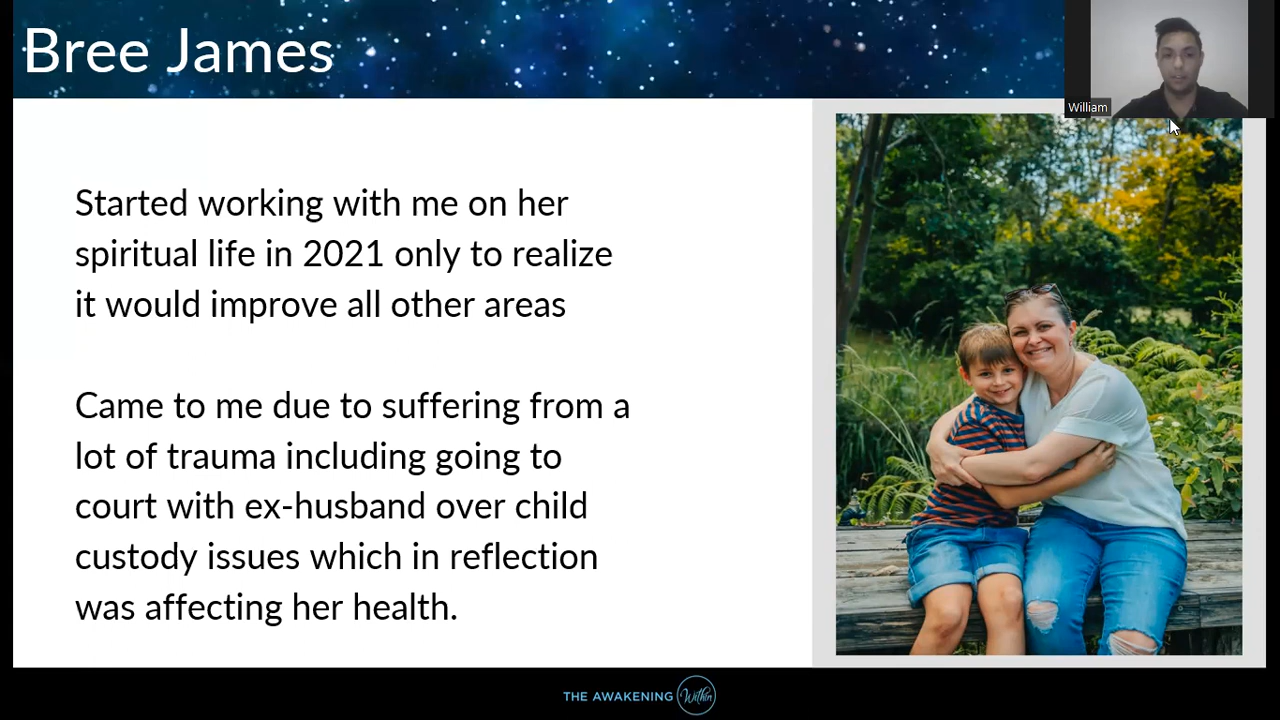 Bree James
William
Started working with me on her
spiritual life in 2021 only to realize
it would improve all other areas
Came to me due to suffering from a
lot of trauma including going to
court with ex-husband over child
custody issues which in reflection
was affecting her health.
THE AWAKENING Within